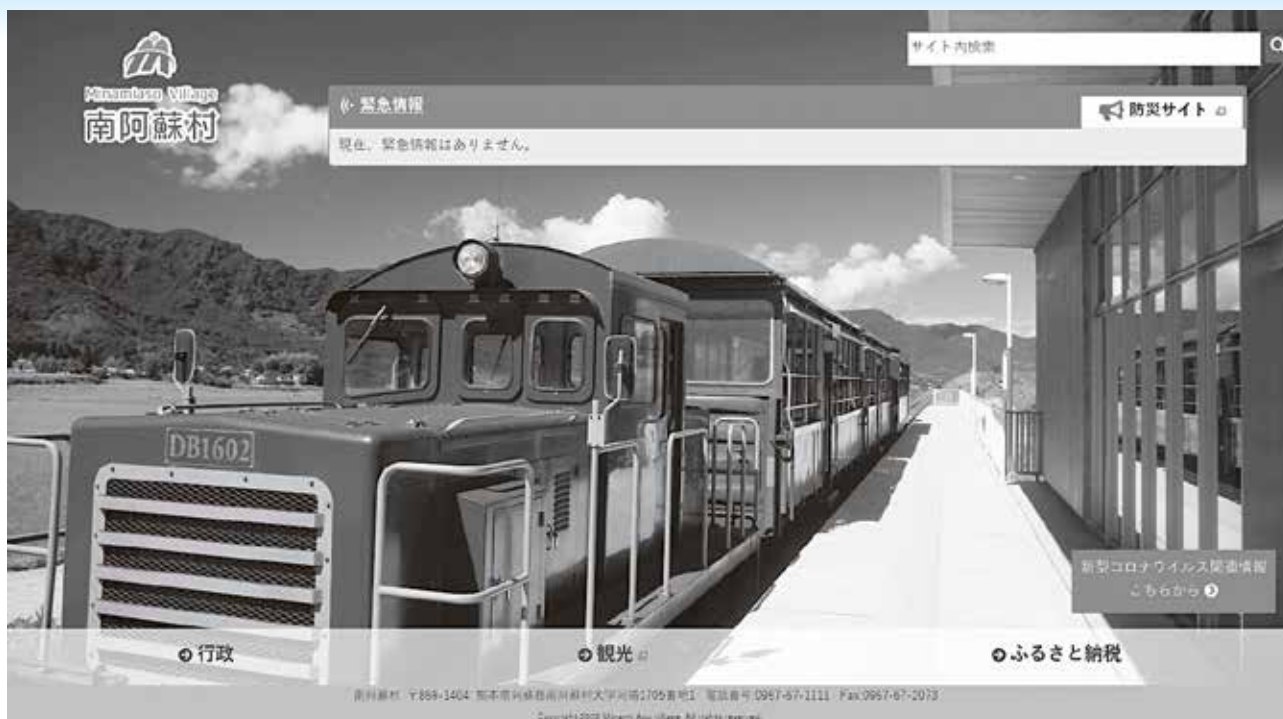 サイト内検索
Minamiaso Village
南阿蘇村
緊急情報
防災サイト
現在、緊急情報はありません。
DB1602
新型コロナウイルス関連情報
こちらから
行政
観光
ふるさと納税
南阿蘇村 〒869-1404 熊本県阿蘇郡南阿蘇村大字河陽1705番地1 電話番号:0967-67-1111 Fax:0967-67-2073